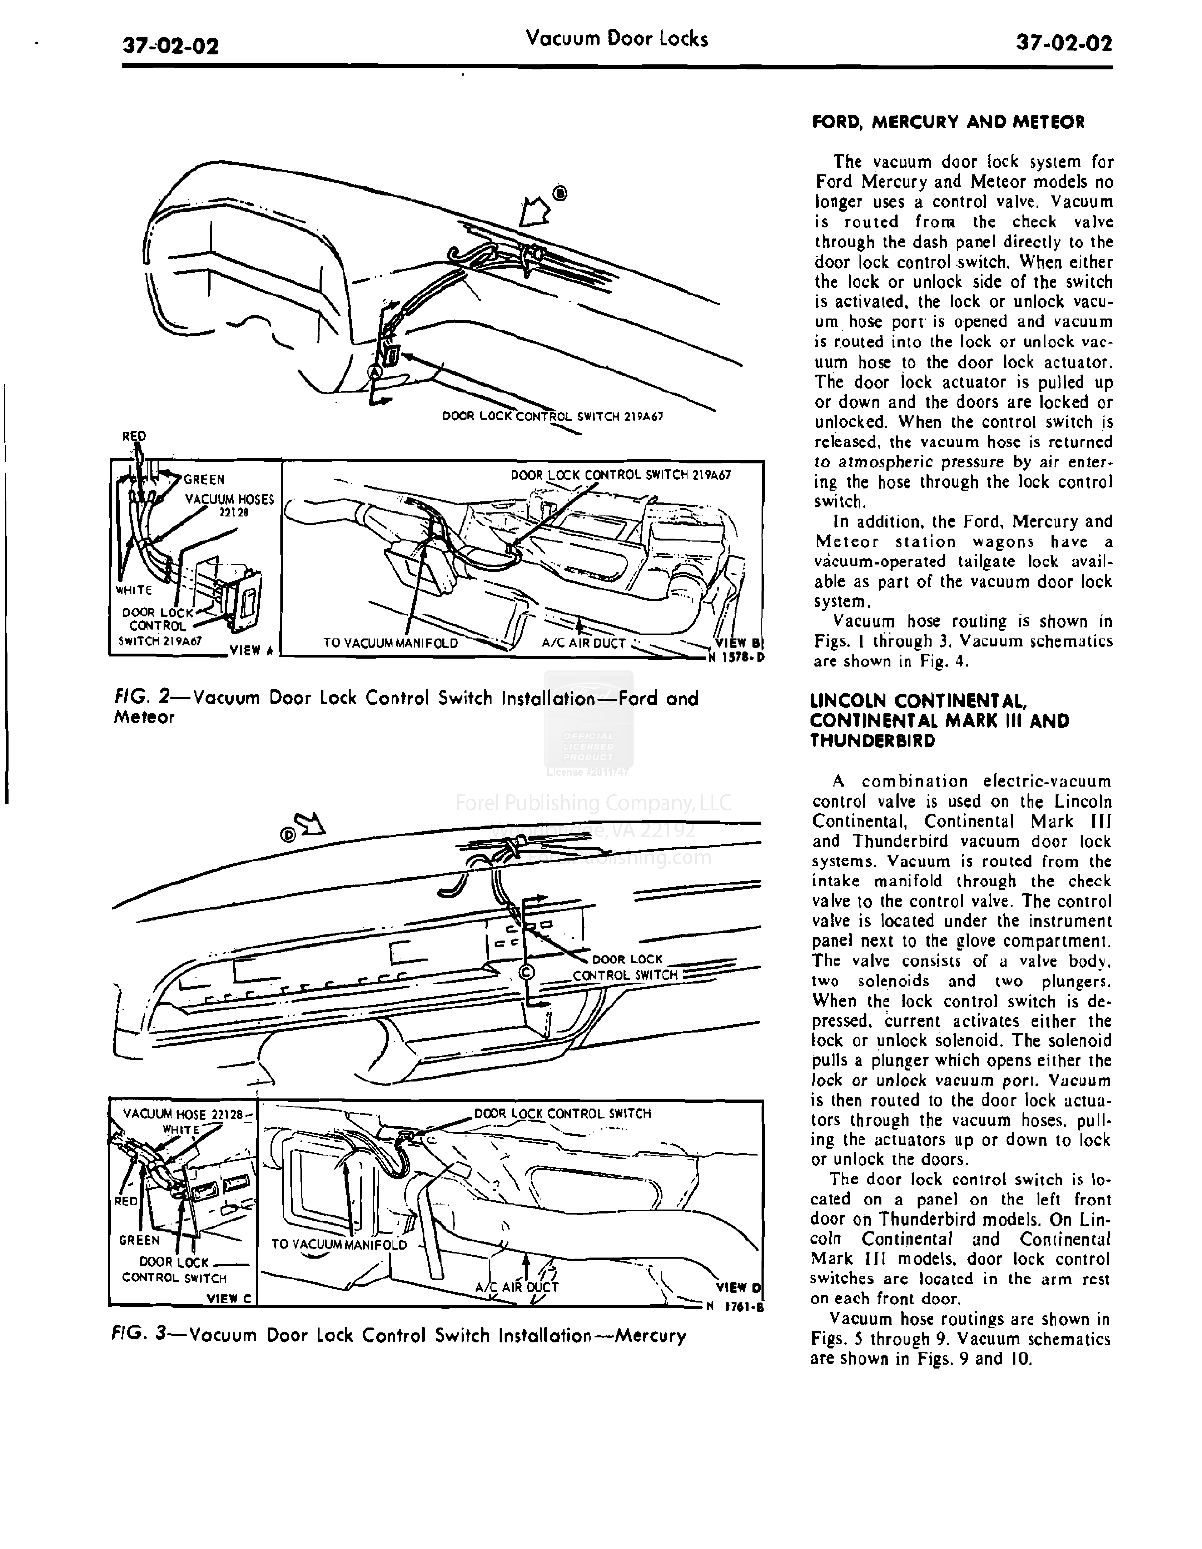 37-02-02
Vacuum Door Locks
37-02-02
B
A
DOOR LOCK CONTROL SWITCH 219A67
RED
GREEN
VACUUM HOSES
22128
WHITE
DOOR LOCK
CONTROL
SWITCH 219A67
VIEW A
DOOR LOCK CONTROL SWITCH 219A67
TO VACUUM MANIFOLD
A/C AIR DUCT
VIEW B
N 1578-D
FIG. 2—Vacuum Door Lock Control Switch Installation—Ford and
Meteor
OFFICIAL
LICENSED
PRODUCT
License #2011747
Forel Publishing Company, LLC
Woodbridge, VA 22192
D
DOOR LOCK
CONTROL SWITCH
C
VACUUM HOSE 22128
WHITE
RED
GREEN
DOOR LOCK
CONTROL SWITCH
VIEW C
DOOR LOCK CONTROL SWITCH
TO VACUUM MANIFOLD
A/C AIR DUCT
VIEW D
N 1761-B
FIG. 3—Vacuum Door Lock Control Switch Installation—Mercury
FORD, MERCURY AND METEOR
The vacuum door lock system for
Ford Mercury and Meteor models no
longer uses a control valve. Vacuum
is routed from the check valve
through the dash panel directly to the
door lock control switch. When either
the lock or unlock side of the switch
is activated, the lock or unlock vacu-
um hose port is opened and vacuum
is routed into the lock or unlock vac-
uum hose to the door lock actuator.
The door lock actuator is pulled up
or down and the doors are locked or
unlocked. When the control switch is
released, the vacuum hose is returned
to atmospheric pressure by air enter-
ing the hose through the lock control
switch.
In addition, the Ford, Mercury and
Meteor station wagons have a
vacuum-operated tailgate lock avail-
able as part of the vacuum door lock
system.
Vacuum hose routing is shown in
Figs. 1 through 3. Vacuum schematics
are shown in Fig. 4.
LINCOLN CONTINENTAL,
CONTINENTAL MARK III AND
THUNDERBIRD
A combination electric-vacuum
control valve is used on the Lincoln
Continental, Continental Mark III
and Thunderbird vacuum door lock
systems. Vacuum is routed from the
intake manifold through the check
valve to the control valve. The control
valve is located under the instrument
panel next to the glove compartment.
The valve consists of a valve body,
two solenoids and two plungers.
When the lock control switch is de-
pressed, current activates either the
lock or unlock solenoid. The solenoid
pulls a plunger which opens either the
lock or unlock vacuum port. Vacuum
is then routed to the door lock actua-
tors through the vacuum hoses, pull-
ing the actuators up or down to lock
or unlock the doors.
The door lock control switch is lo-
cated on a panel on the left front
door on Thunderbird models. On Lin-
coln Continental and Continental
Mark III models, door lock control
switches are located in the arm rest
on each front door.
Vacuum hose routings are shown in
Figs. 5 through 9. Vacuum schematics
are shown in Figs. 9 and 10.